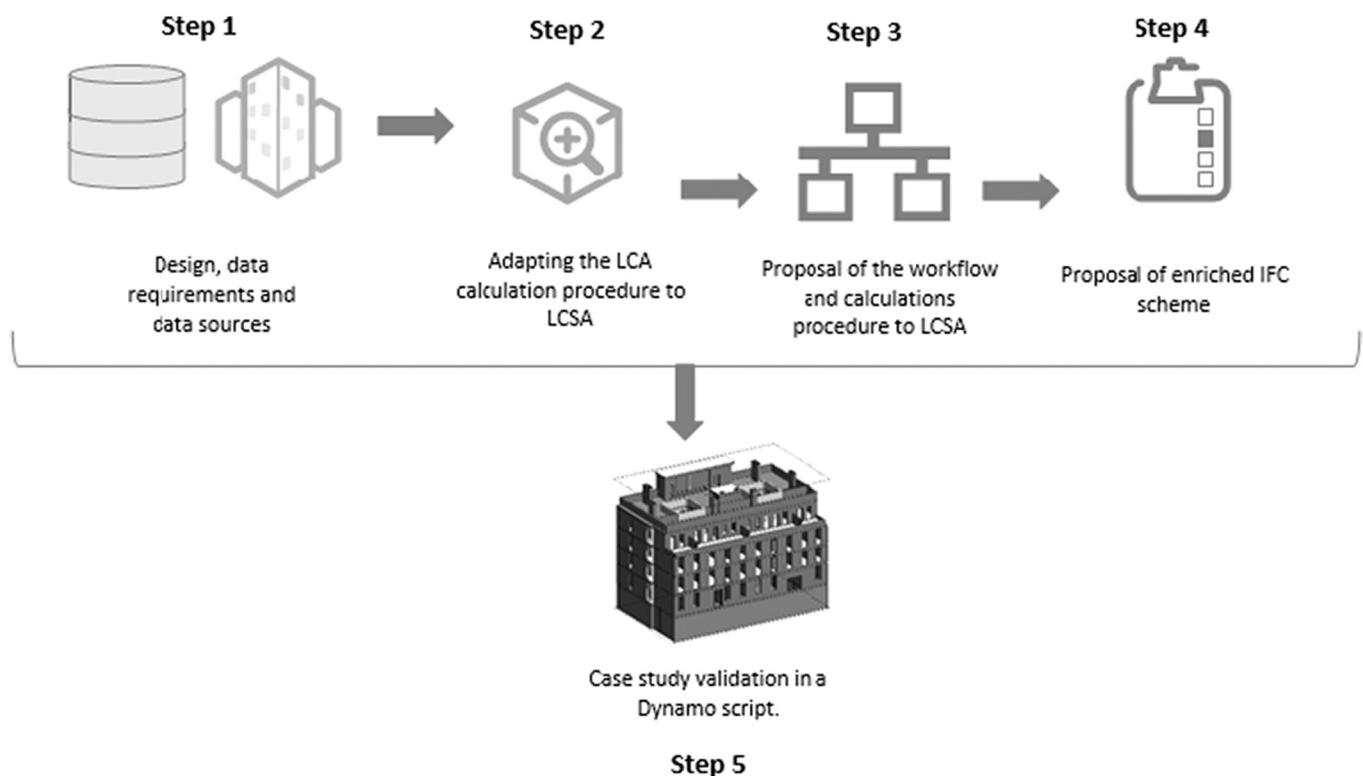 Step 1
Step 2
Step 3
Step 4
Design, data
requirements and
data sources
Adapting the LCA
calculation procedure to
LCSA
Proposal of the workflow
and calculations
procedure to LCSA
Proposal of enriched IFC
scheme
Case study validation in a
Dynamo script.
Step 5